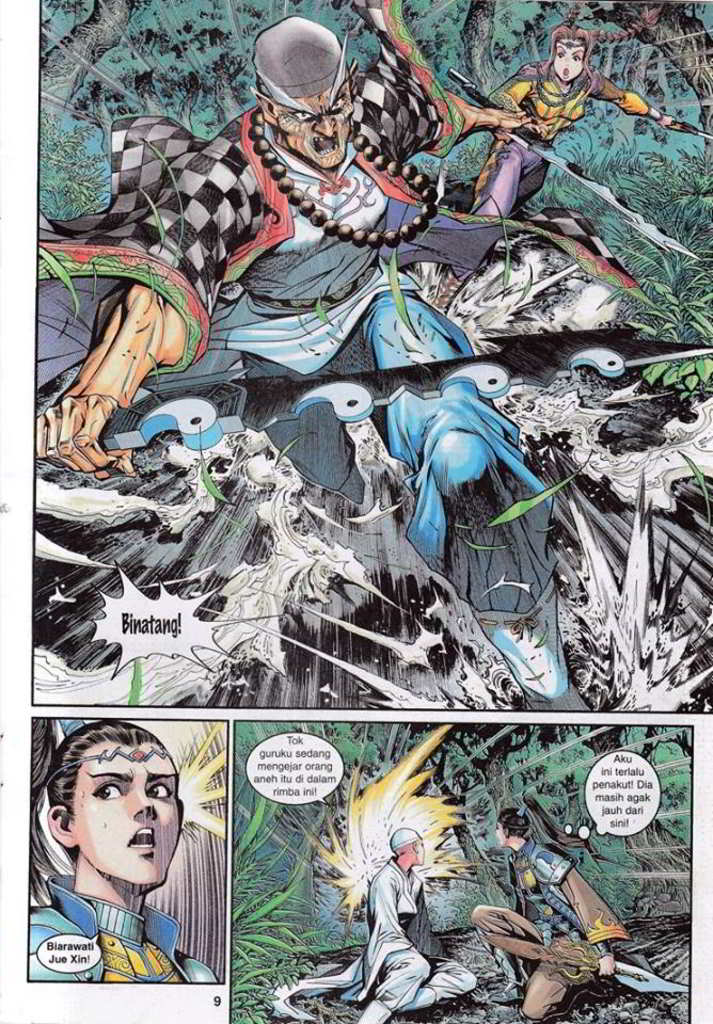 Binatang!
Biarawati
Jue Xin!
Tok
guruku sedang
mengejar orang
aneh itu di dalam
rimba ini!
Aku
ini terlalu
penakut! Dia
masih agak
jauh dari
sini!
9